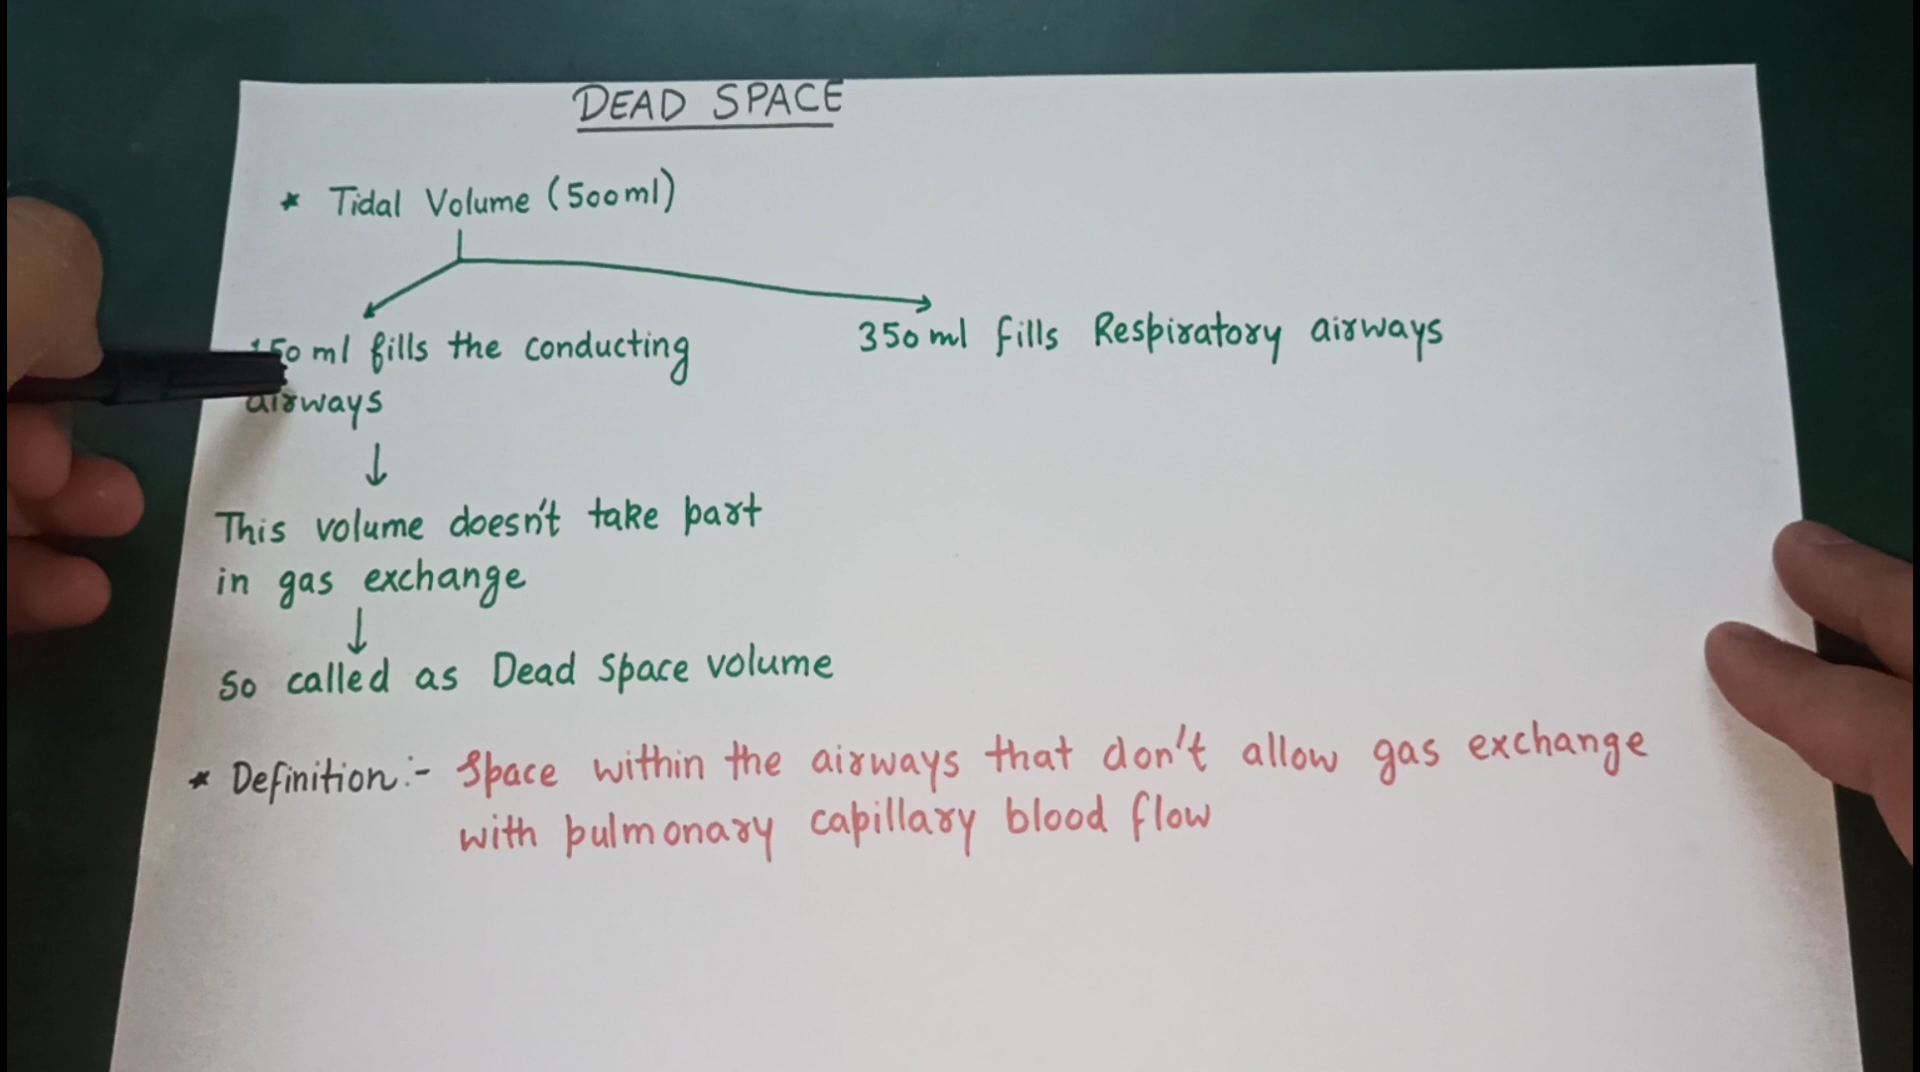 DEAD SPACE
* Tidal Volume (500ml)
150 ml fills the conducting
airways
350 ml fills Respiratory airways
↓
This volume doesn't take part
in gas exchange
↓
So called as Dead Space volume
* Definition:- Space within the airways that don't allow gas exchange
with pulmonary capillary blood flow